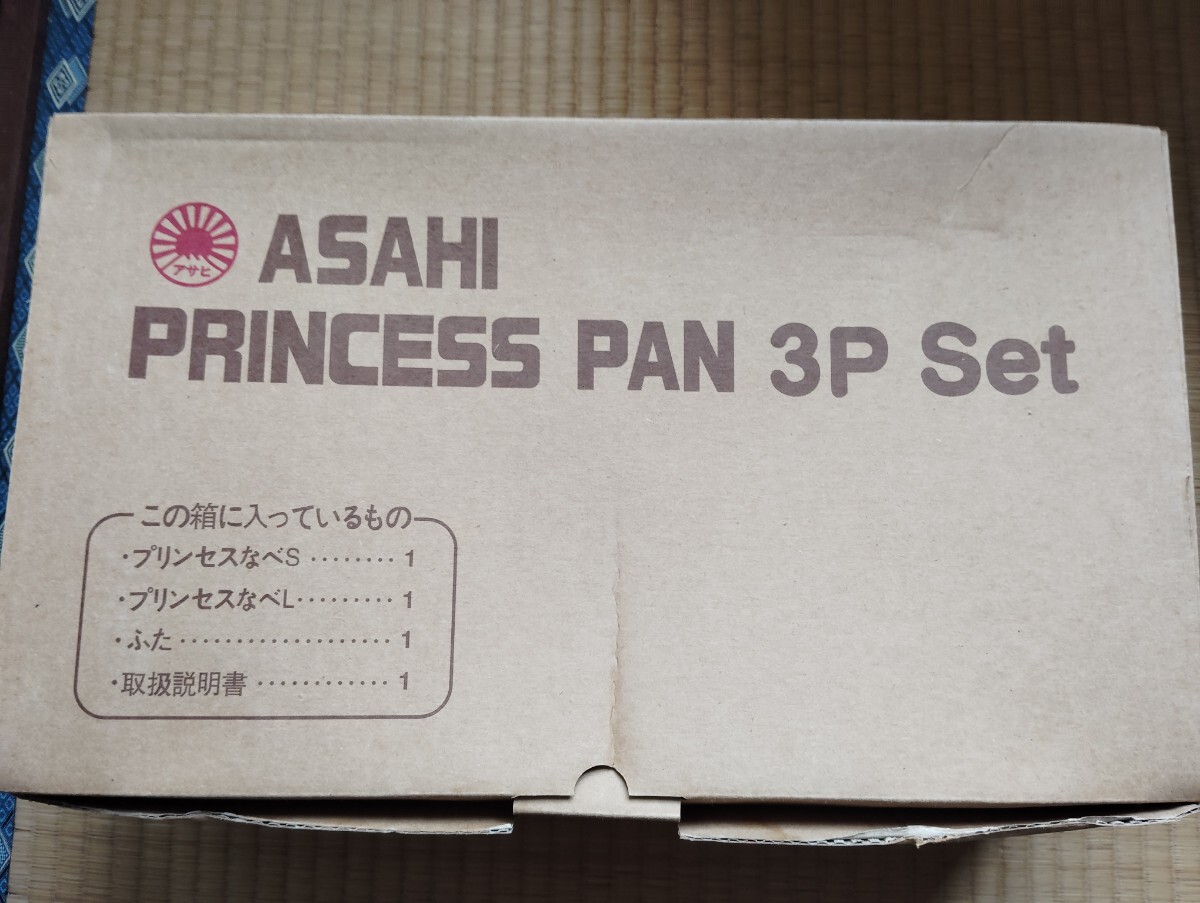 アサヒ
ASAHI
PRINCESS PAN 3P Set
この箱に入っているもの
・プリンセスなべS ········ 1
・プリンセスなべL ········· 1
・ふた ···················· 1
・取扱説明書 ············ 1